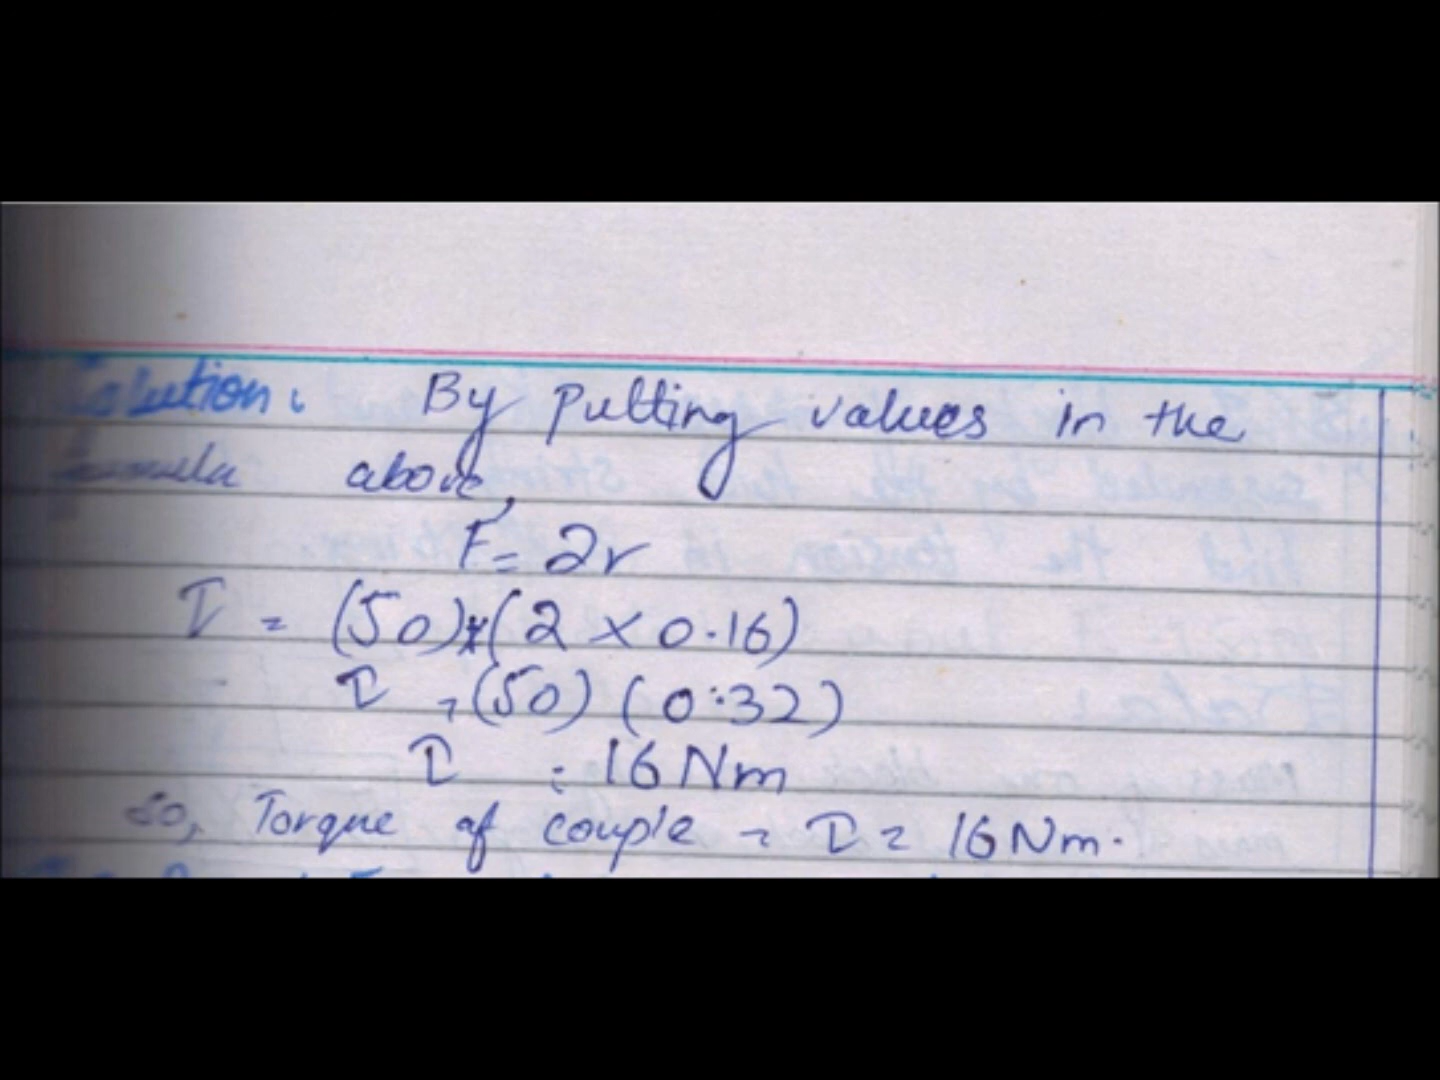 Solution: By putting values in the
formula above,
F = 2r
τ = (50)×(2 × 0.16)
τ = (50) (0.32)
τ = 16 Nm
So, Torque of couple = τ = 16 Nm.